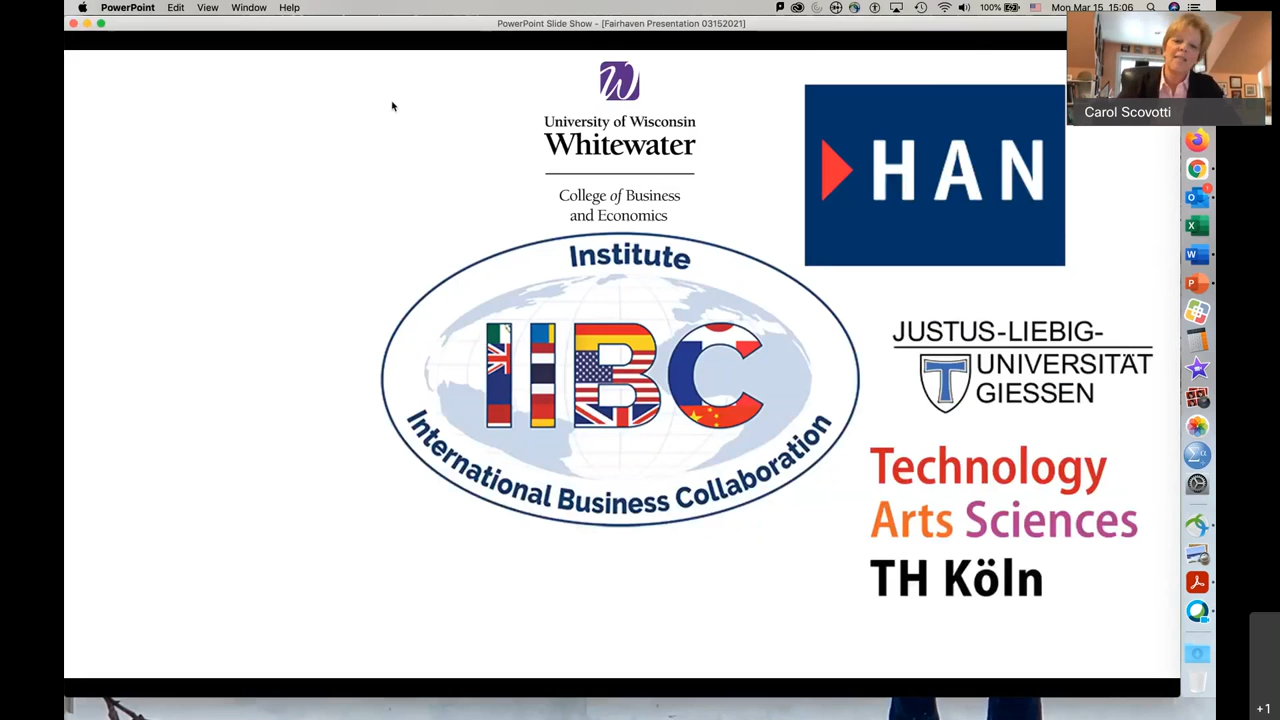 PowerPoint Edit View Window Help
100% Mon Mar 15 15:06
PowerPoint Slide Show - [Fairhaven Presentation 03152021]
Carol Scovotti
W
University of Wisconsin
Whitewater
College of Business
and Economics
HAN
Institute
IIBC
International Business Collaboration
JUSTUS-LIEBIG-
UNIVERSITÄT
GIESSEN
Technology
Arts Sciences
TH Köln
+1